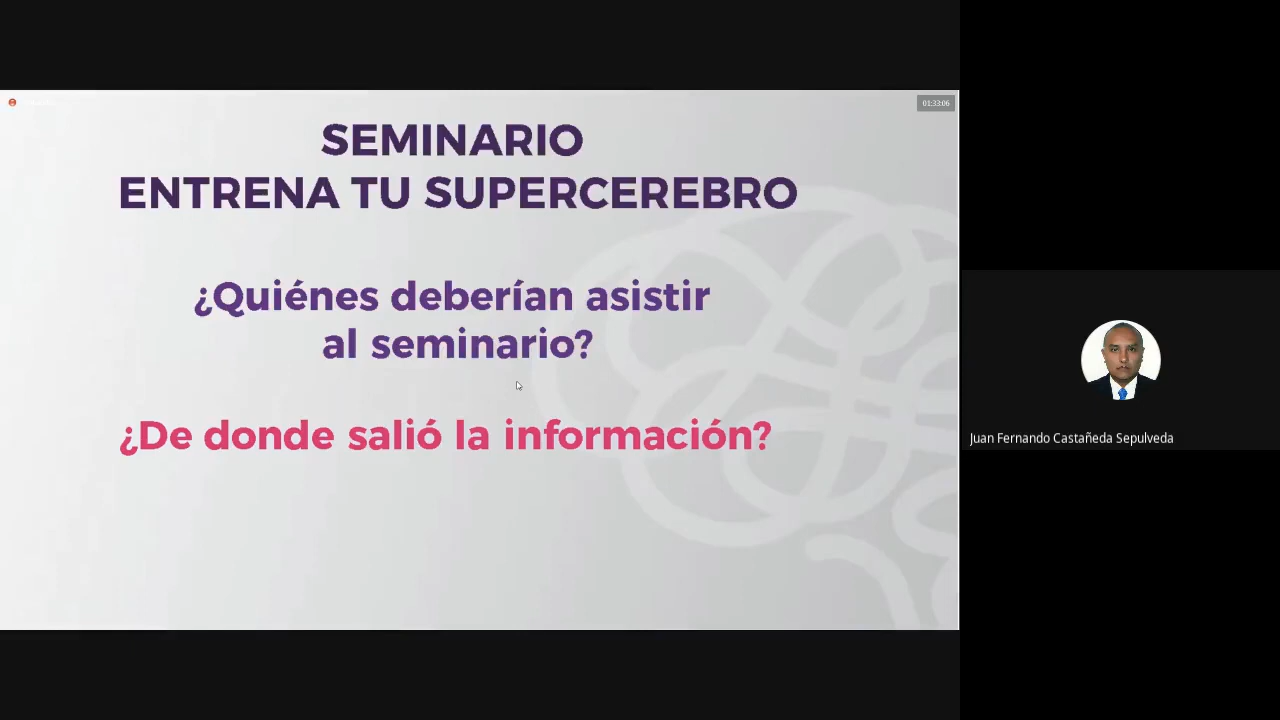 01:33:06
SEMINARIO
ENTRENA TU SUPERCEREBRO
¿Quiénes deberían asistir
al seminario?
¿De donde salió la información?
Juan Fernando Castañeda Sepulveda